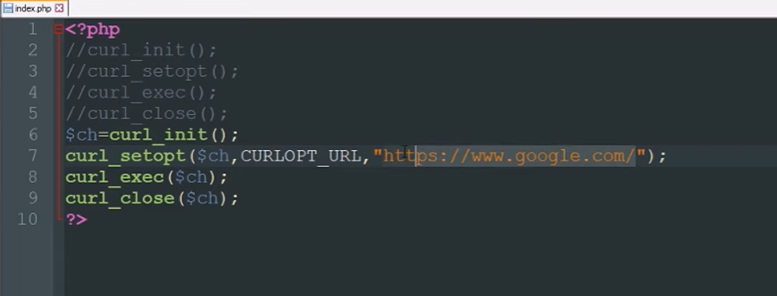 index.php
1 <?php
2 //curl_init();
3 //curl_setopt();
4 //curl_exec();
5 //curl_close();
6 $ch=curl_init();
7 curl_setopt($ch,CURLOPT_URL,"https://www.google.com/");
8 curl_exec($ch);
9 curl_close($ch);
10 ?>